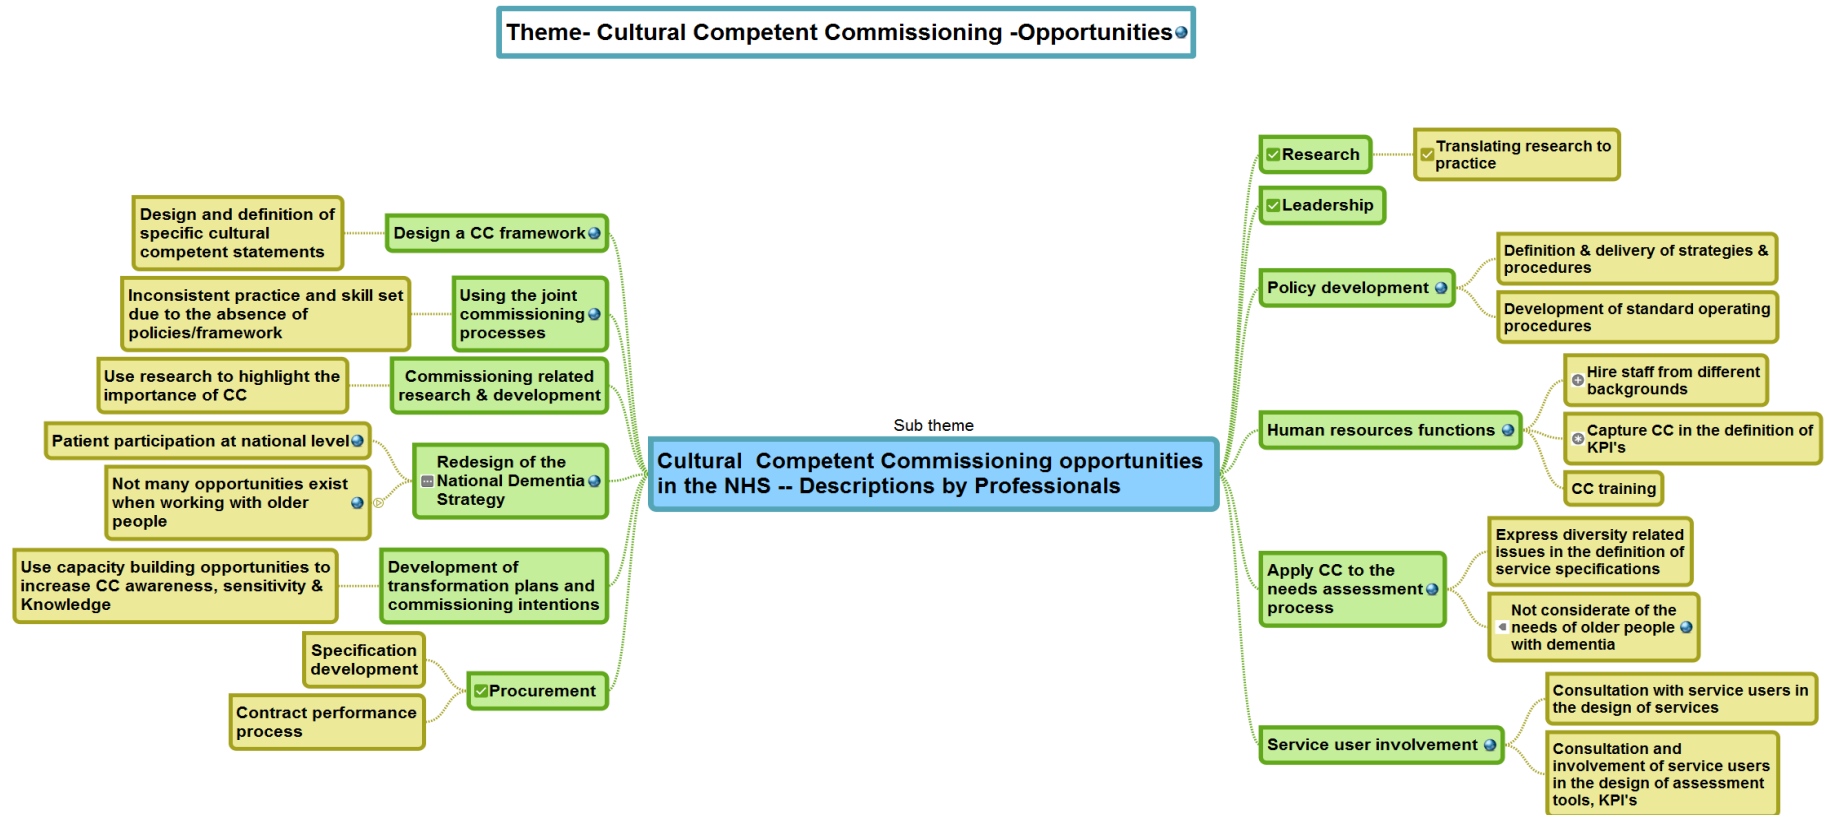 Theme- Cultural Competent Commissioning -Opportunities
Design and definition of
specific cultural
competent statements
Design a CC framework
Inconsistent practice and skill set
due to the absence of
policies/framework
Using the joint
commissioning
processes
Use research to highlight the
importance of CC
Commissioning related
research & development
Patient participation at national level
Not many opportunities exist
when working with older
people
Redesign of the
National Dementia
Strategy
Use capacity building opportunities to
increase CC awareness, sensitivity &
Knowledge
Development of
transformation plans and
commissioning intentions
Specification
development
Contract performance
process
Procurement
Sub theme
Cultural Competent Commissioning opportunities
in the NHS -- Descriptions by Professionals
Research
Translating research to
practice
Leadership
Policy development
Definition & delivery of strategies &
procedures
Development of standard operating
procedures
Human resources functions
Hire staff from different
backgrounds
Capture CC in the definition of
KPI's
CC training
Apply CC to the
needs assessment
process
Express diversity related
issues in the definition of
service specifications
Not considerate of the
needs of older people
with dementia
Service user involvement
Consultation with service users in
the design of services
Consultation and
involvement of service users
in the design of assessment
tools, KPI's